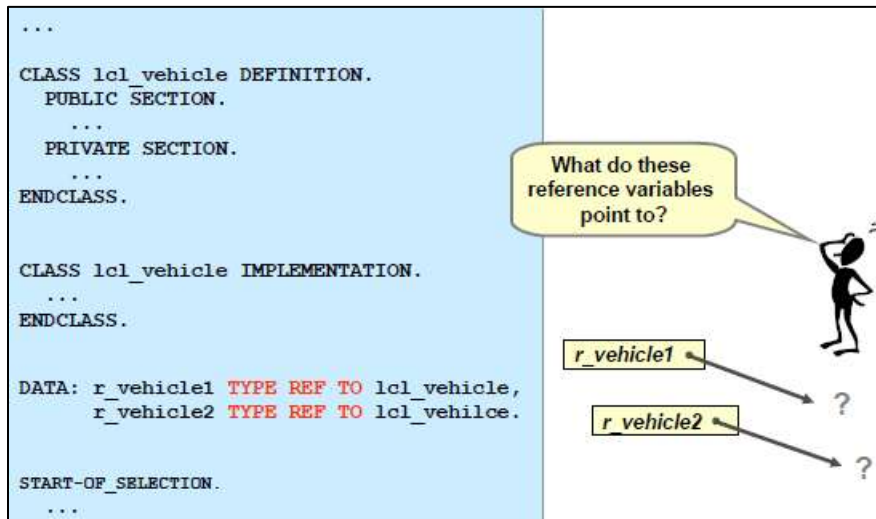 ...
CLASS lcl_vehicle DEFINITION.
PUBLIC SECTION.
...
PRIVATE SECTION.
...
ENDCLASS.
CLASS lcl_vehicle IMPLEMENTATION.
...
ENDCLASS.
DATA: r_vehicle1 TYPE REF TO lcl_vehicle,
r_vehicle2 TYPE REF TO lcl_vehilce.
START-OF_SELECTION.
...
What do these
reference variables
point to?
r_vehicle1
?
r_vehicle2
?